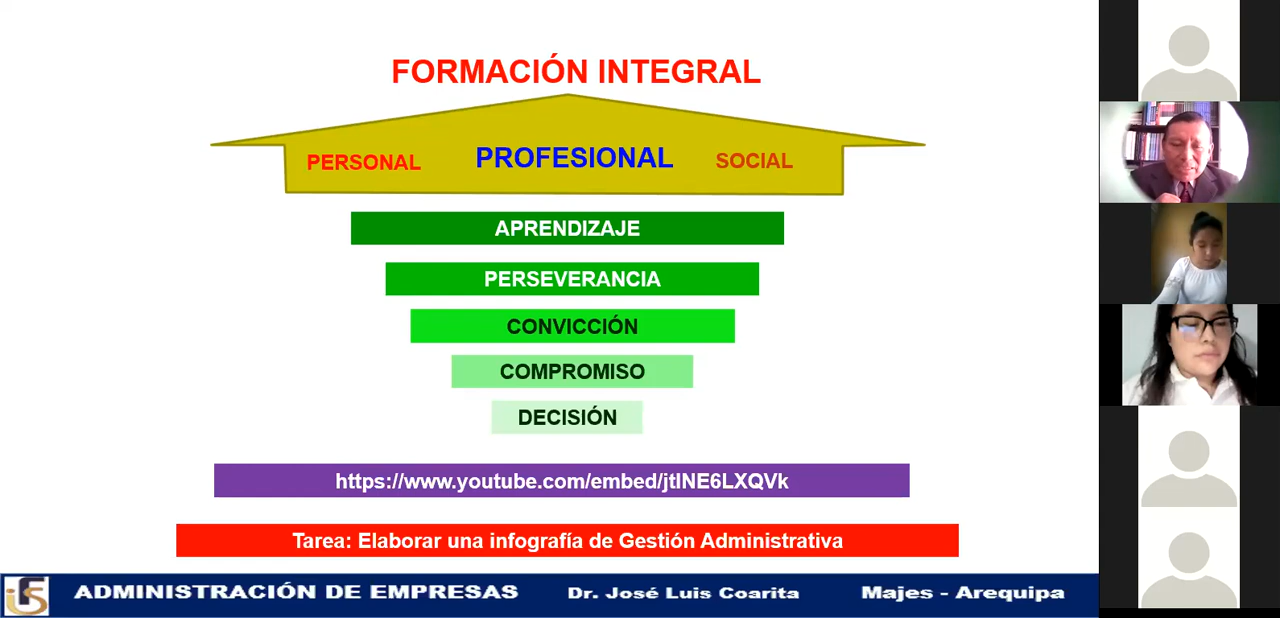 FORMACIÓN INTEGRAL
PERSONAL PROFESIONAL SOCIAL
APRENDIZAJE
PERSEVERANCIA
CONVICCIÓN
COMPROMISO
DECISIÓN
https://www.youtube.com/embed/jtINE6LXQVk
Tarea: Elaborar una infografía de Gestión Administrativa
ADMINISTRACIÓN DE EMPRESAS Dr. José Luis Coarita Majes - Arequipa